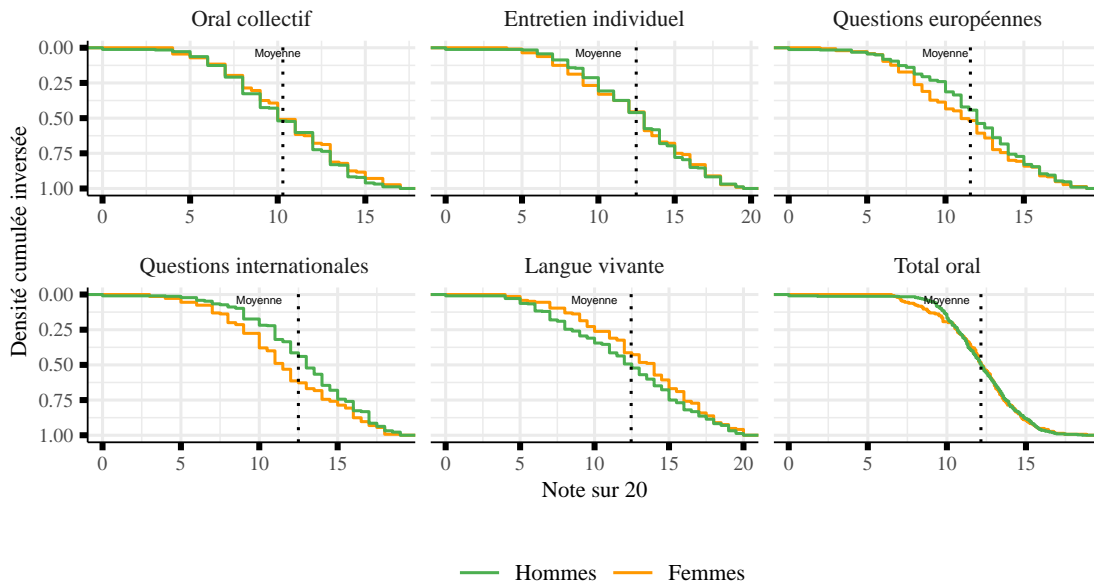 Oral collectif
Entretien individuel
Questions européennes
Densité cumulée inversée
0.00
0.25
0.50
0.75
1.00
Moyenne
Moyenne
Moyenne
0 5 10 15
0 5 10 15 20
0 5 10 15
Questions internationales
Langue vivante
Total oral
0.00
0.25
0.50
0.75
1.00
Moyenne
Moyenne
Moyenne
0 5 10 15
0 5 10 15 20
0 5 10 15
Note sur 20
Hommes Femmes